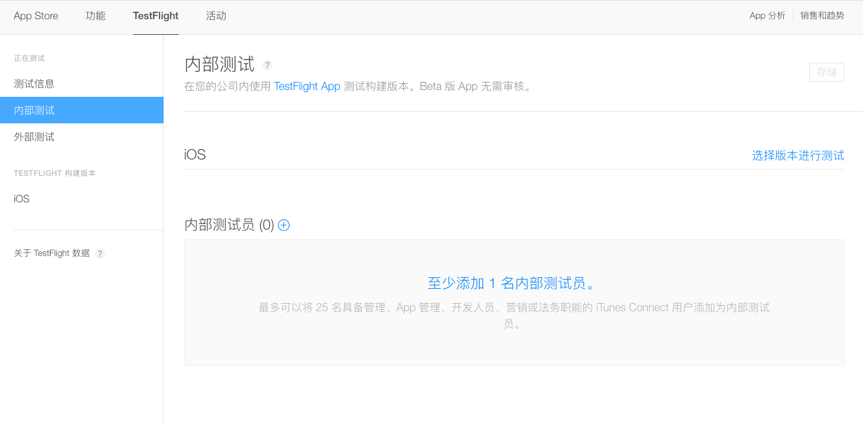 App Store 功能 TestFlight 活动 App 分析 销售和趋势
正在测试
测试信息
内部测试
外部测试
TESTFLIGHT 构建版本
iOS
关于 TestFlight 数据 ?
内部测试 ?
在您的公司内使用 TestFlight App 测试构建版本。Beta 版 App 无需审核。
存储
iOS 选择版本进行测试
内部测试员 (0)
至少添加 1 名内部测试员。
最多可以将 25 名具备管理、App 管理、开发人员、营销或法务职能的 iTunes Connect 用户添加为内部测试
员。